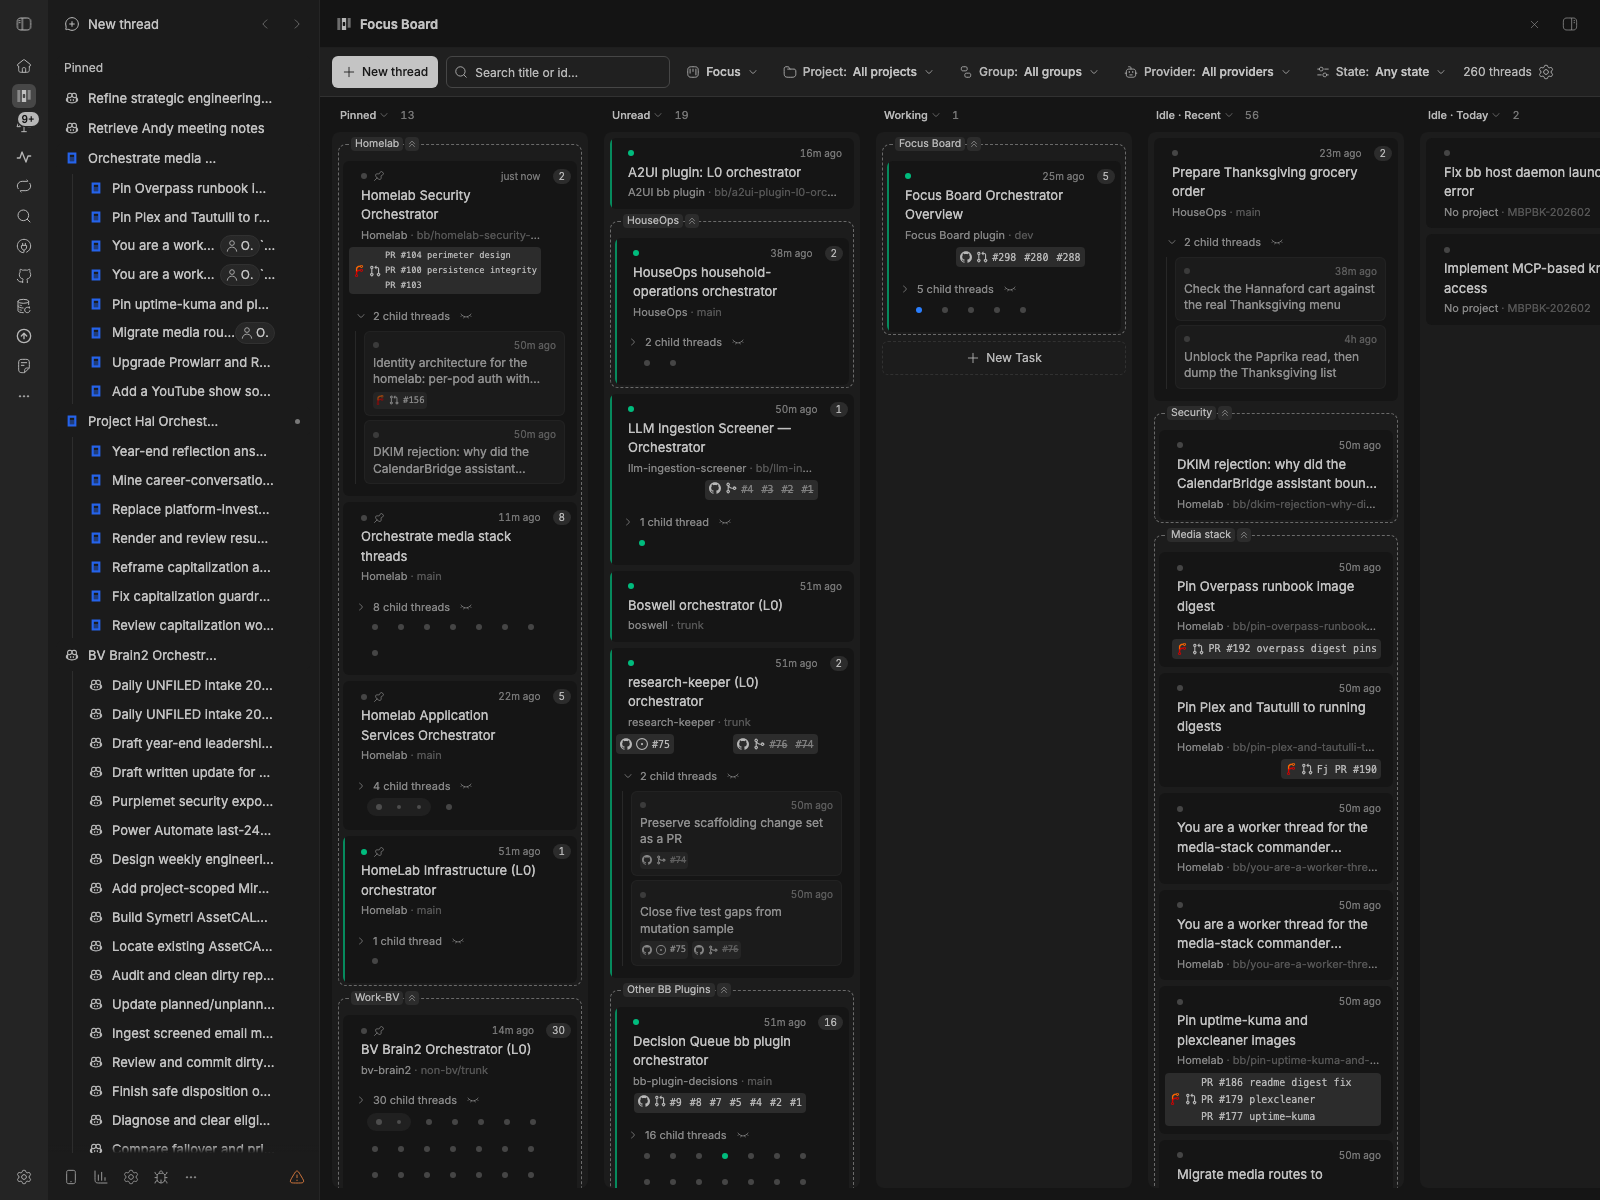 New thread
Pinned
Refine strategic engineering...
Retrieve Andy meeting notes
Orchestrate media ...
Pin Overpass runbook i...
Pin Plex and Tautulli to r...
You are a work... O. `...
You are a work... O. `...
Pin uptime-kuma and pl...
Migrate media rou... O.
Upgrade Prowlarr and R...
Add a YouTube show so...
Project Hal Orchest...
Year-end reflection ans...
Mine career-conversatio...
Replace platform-invest...
Render and review resu...
Reframe capitalization a...
Fix capitalization guardr...
Review capitalization wo...
BV Brain2 Orchestr...
Daily UNFILED intake 20...
Daily UNFILED intake 20...
Draft year-end leadershi...
Draft written update for ...
Purplemet security expo...
Power Automate last-24...
Design weekly engineeri...
Add project-scoped Mir...
Build Symetri AssetCAL...
Locate existing AssetCA...
Audit and clean dirty rep...
Update planned/unplann...
Ingest screened email m...
Review and commit dirty...
Finish safe disposition o...
Diagnose and clear eligi...
Compare failover and pri...
9+
Focus Board
New thread
Search title or id...
Focus
Project: All projects
Group: All groups
Provider: All providers
State: Any state
260 threads
Pinned 13
Homelab
just now 2
Homelab Security
Orchestrator
Homelab · bb/homelab-security-...
PR #104 perimeter design
PR #100 persistence integrity
PR #103
2 child threads
50m ago
Identity architecture for the
homelab: per-pod auth with...
#156
50m ago
DKIM rejection: why did the
CalendarBridge assistant...
11m ago 8
Orchestrate media stack
threads
Homelab · main
8 child threads
22m ago 5
Homelab Application
Services Orchestrator
Homelab · main
4 child threads
51m ago 1
HomeLab Infrastructure (L0)
orchestrator
Homelab · main
1 child thread
Work-BV
14m ago 30
BV Brain2 Orchestrator (L0)
bv-brain2 · non-bv/trunk
30 child threads
Unread 19
16m ago
A2UI plugin: L0 orchestrator
A2UI bb plugin · bb/a2ui-plugin-l0-orc...
HouseOps
38m ago 2
HouseOps household-
operations orchestrator
HouseOps · main
2 child threads
50m ago 1
LLM Ingestion Screener —
Orchestrator
llm-ingestion-screener · bb/llm-in...
#4 #3 #2 #1
1 child thread
51m ago
Boswell orchestrator (L0)
boswell · trunk
51m ago 2
research-keeper (L0)
orchestrator
research-keeper · trunk
#75 #76 #74
2 child threads
50m ago
Preserve scaffolding change set
as a PR
#74
50m ago
Close five test gaps from
mutation sample
#75 #76
Other BB Plugins
51m ago 16
Decision Queue bb plugin
orchestrator
bb-plugin-decisions · main
#9 #8 #7 #5 #4 #2 #1
16 child threads
Working 1
Focus Board
25m ago 5
Focus Board Orchestrator
Overview
Focus Board plugin · dev
#298 #280 #288
5 child threads
New Task
Idle · Recent 56
23m ago 2
Prepare Thanksgiving grocery
order
HouseOps · main
2 child threads
38m ago
Check the Hannaford cart against
the real Thanksgiving menu
4h ago
Unblock the Paprika read, then
dump the Thanksgiving list
Security
50m ago
DKIM rejection: why did the
CalendarBridge assistant boun...
Homelab · bb/dkim-rejection-why-di...
Media stack
50m ago
Pin Overpass runbook image
digest
Homelab · bb/pin-overpass-runbook...
PR #192 overpass digest pins
50m ago
Pin Plex and Tautulli to running
digests
Homelab · bb/pin-plex-and-tautulli-t...
Fj PR #190
50m ago
You are a worker thread for the
media-stack commander...
Homelab · bb/you-are-a-worker-thre...
50m ago
You are a worker thread for the
media-stack commander...
Homelab · bb/you-are-a-worker-thre...
50m ago
Pin uptime-kuma and
plexcleaner images
Homelab · bb/pin-uptime-kuma-and-...
PR #186 readme digest fix
PR #179 plexcleaner
PR #177 uptime-kuma
50m ago
Migrate media routes to
Idle · Today 2
Fix bb host daemon launc
error
No project · MBPBK-202602
Implement MCP-based kn
access
No project · MBPBK-202602